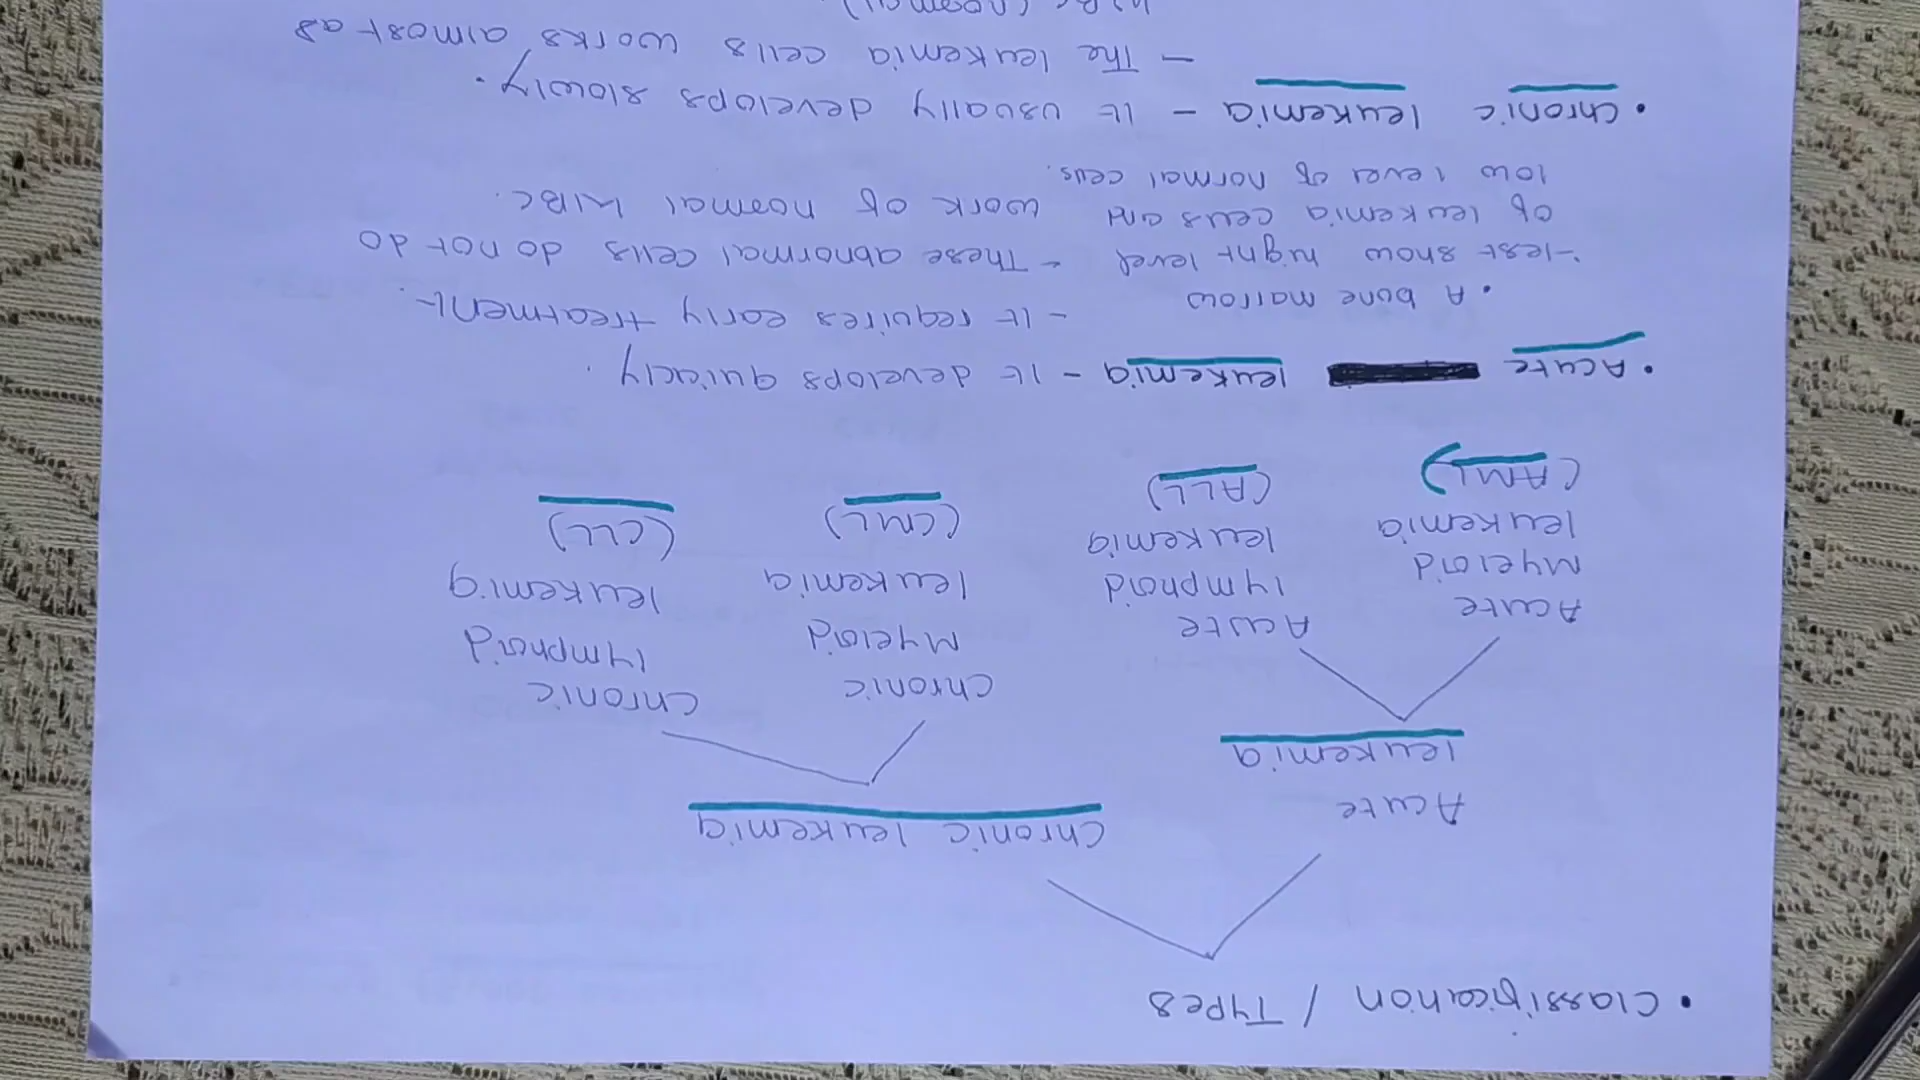 • Classification / Types
Acute
leukemia
Chronic leukemia
Acute
Myeloid
leukemia
(AML)
Acute
lymphoid
leukemia
(ALL)
Chronic
Myeloid
leukemia
(CML)
Chronic
lymphoid
leukemia
(CLL)
• Acute leukemia - It develops quickly.
- It requires early treatment.
- These abnormal cells do not do
work of normal WBC.
• A bone marrow
test show hight level
of leukemia cells and
low level of normal cells.
• Chronic leukemia - It usually develops slowly.
- The leukemia cells works almost as
WBC (normal).